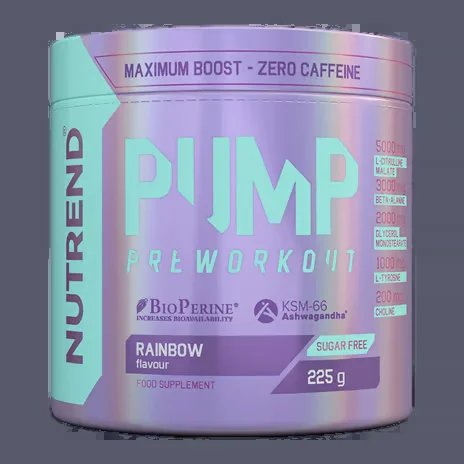 MAXIMUM BOOST - ZERO CAFFEINE
NUTREND®
PUMP
PREWORKOUT
5000 mg
L-CITRULLINE
MALATE
3000 mg
BETA-ALANINE
2000 mg
GLYCEROL
MONOSTEARATE
1000 mg
L-TYROSINE
200 mg
CHOLINE
BIOPERINE®
INCREASES BIOAVAILABILITY
KSM-66
Ashwagandha®
RAINBOW
flavour
FOOD SUPPLEMENT
SUGAR FREE
225 g